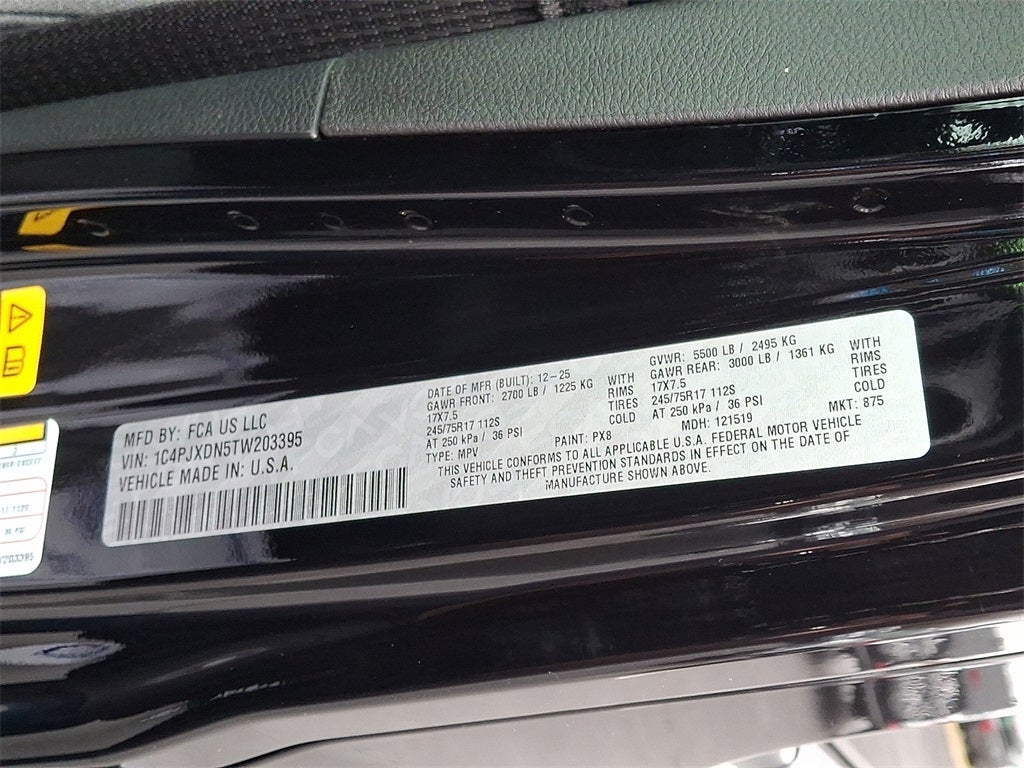 MFD BY: FCA US LLC
VIN: 1C4PJXDN5TW203395
VEHICLE MADE IN: U.S.A.
DATE OF MFR (BUILT): 12-25
GAWR FRONT: 2700 LB / 1225 KG WITH
17X7.5 RIMS
245/75R17 112S TIRES
AT 250 kPa / 36 PSI COLD
TYPE: MPV
PAINT: PX8
GVWR: 5500 LB / 2495 KG
GAWR REAR: 3000 LB / 1361 KG WITH
17X7.5 RIMS
245/75R17 112S TIRES
AT 250 kPa / 36 PSI COLD
MDH: 121519
MKT: 875
THIS VEHICLE CONFORMS TO ALL APPLICABLE U.S.A. FEDERAL MOTOR VEHICLE
SAFETY AND THEFT PREVENTION STANDARDS IN EFFECT ON THE DATE OF
MANUFACTURE SHOWN ABOVE.